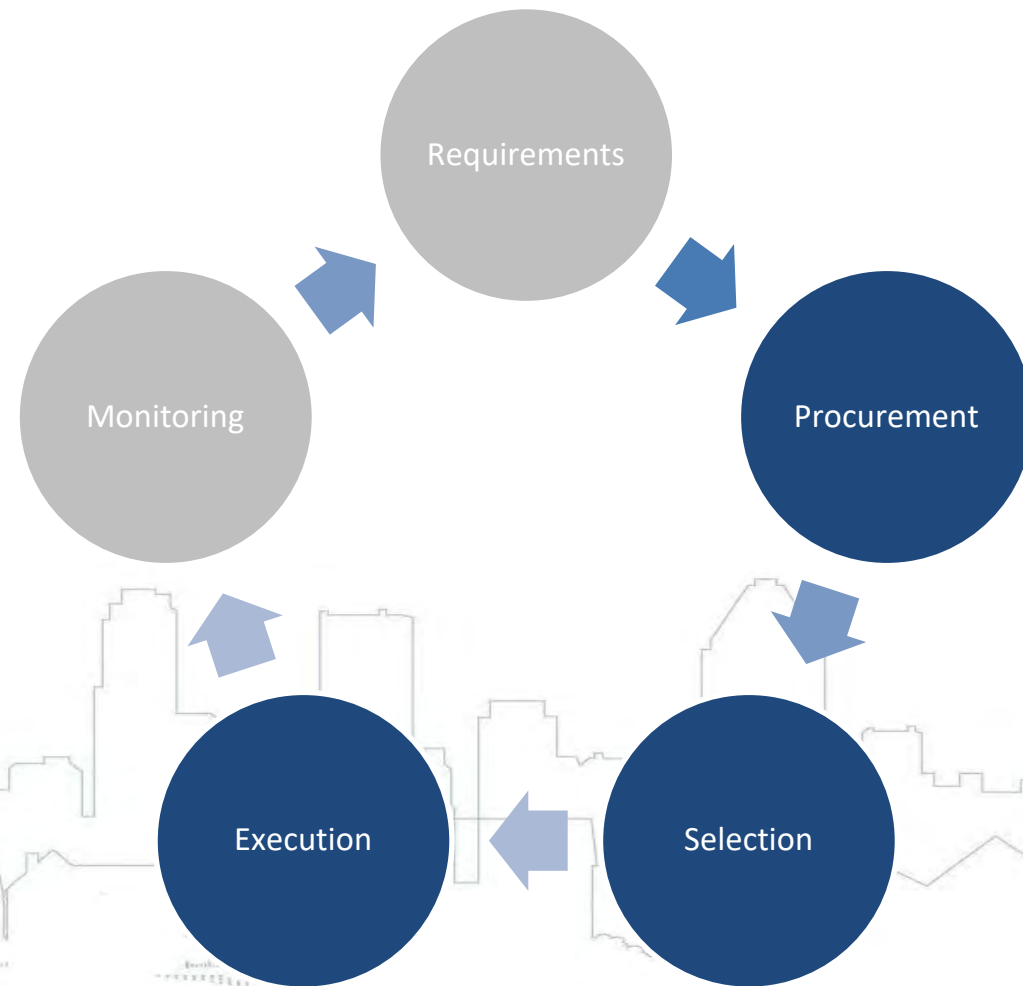 Requirements
Procurement
Selection
Execution
Monitoring